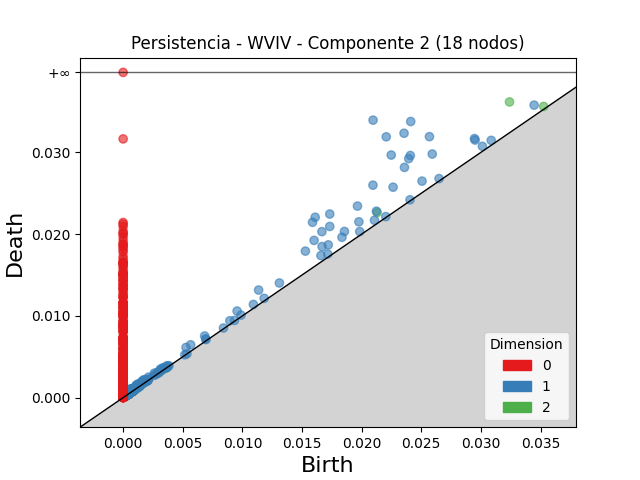 Persistencia - WVIV - Componente 2 (18 nodos)
+∞
0.030
0.020
0.010
0.000
Death
0.000 0.005 0.010 0.015 0.020 0.025 0.030 0.035
Birth
Dimension
0
1
2